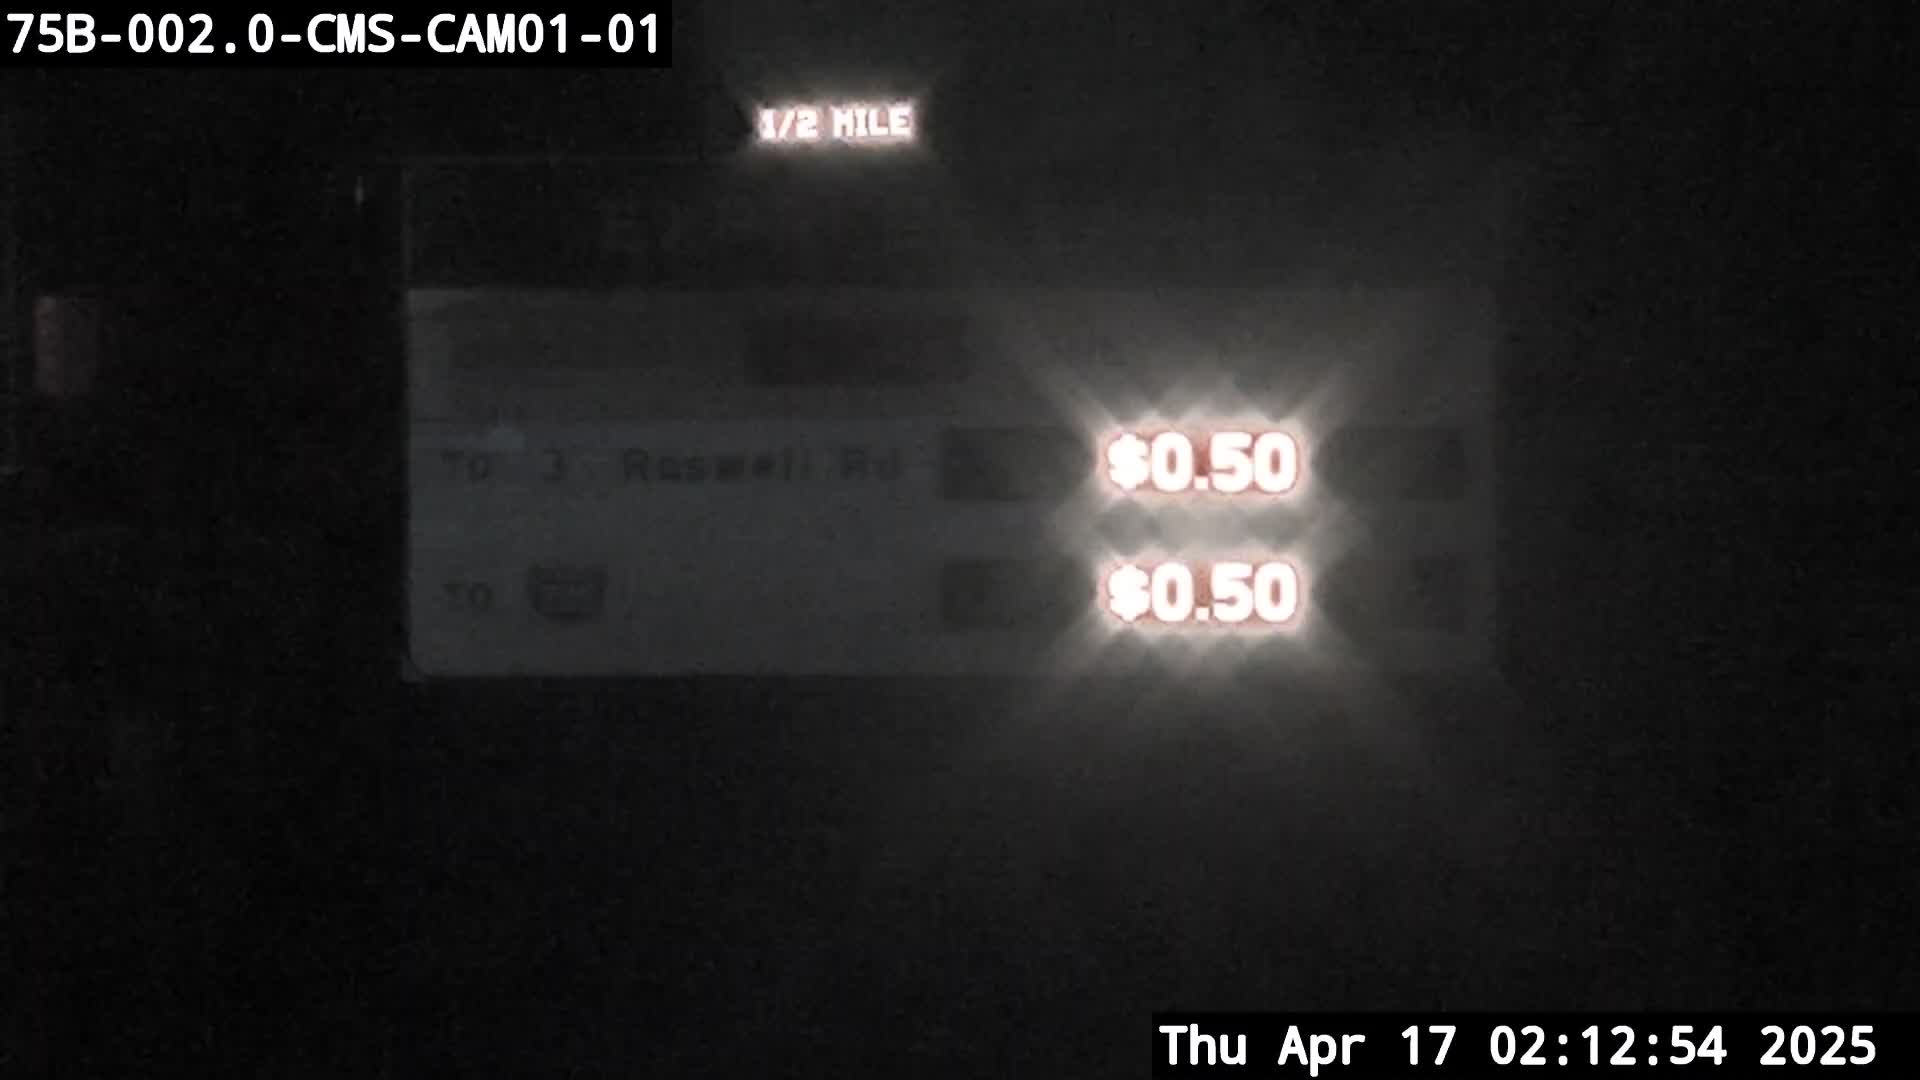 75B-002.0-CMS-CAM01-01
1/2 MILE
TO 3 Roswell Rd $0.50
TO $0.50
Thu Apr 17 02:12:54 2025